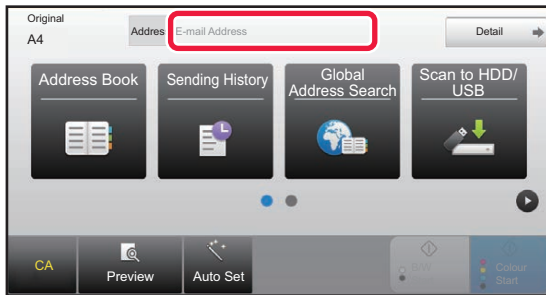 Original
A4
Addres
E-mail Address
Detail
Address Book
Sending History
Global
Address Search
Scan to HDD/
USB
CA
Preview
Auto Set
B/W
Start
Colour
Start